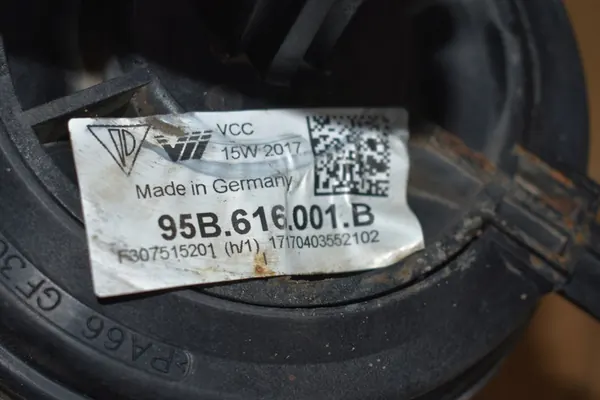 VCC
15W 2017
Made in Germany
95B.616.001.B
F307515201 (h/1) 17170403552102
PA66 GF30